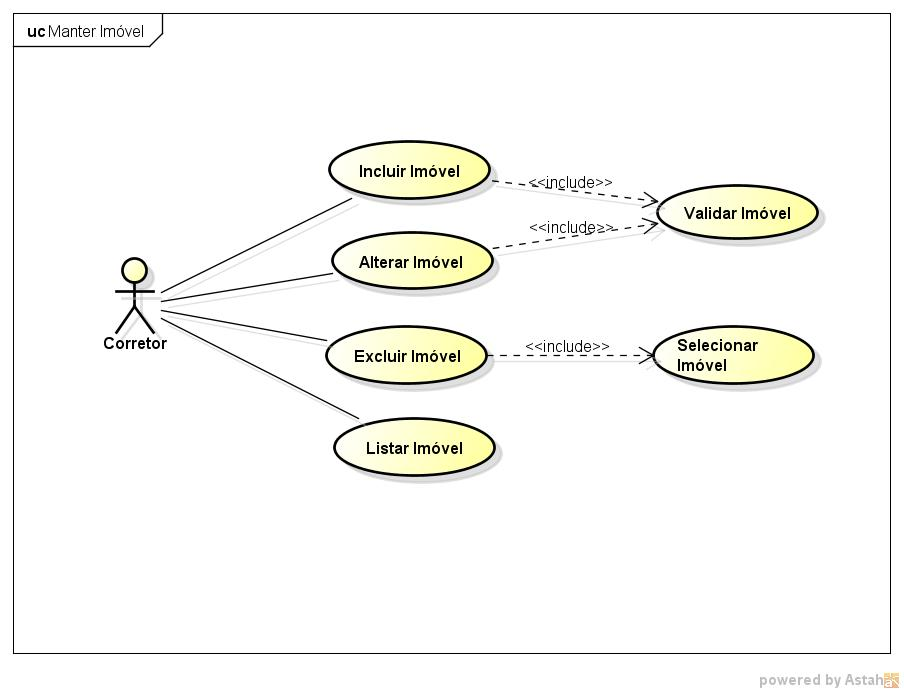 uc Manter Imóvel
Incluir Imóvel
<<include>>
Validar Imóvel
<<include>>
Alterar Imóvel
Corretor
Excluir Imóvel
<<include>>
Selecionar
Imóvel
Listar Imóvel
powered by Astah